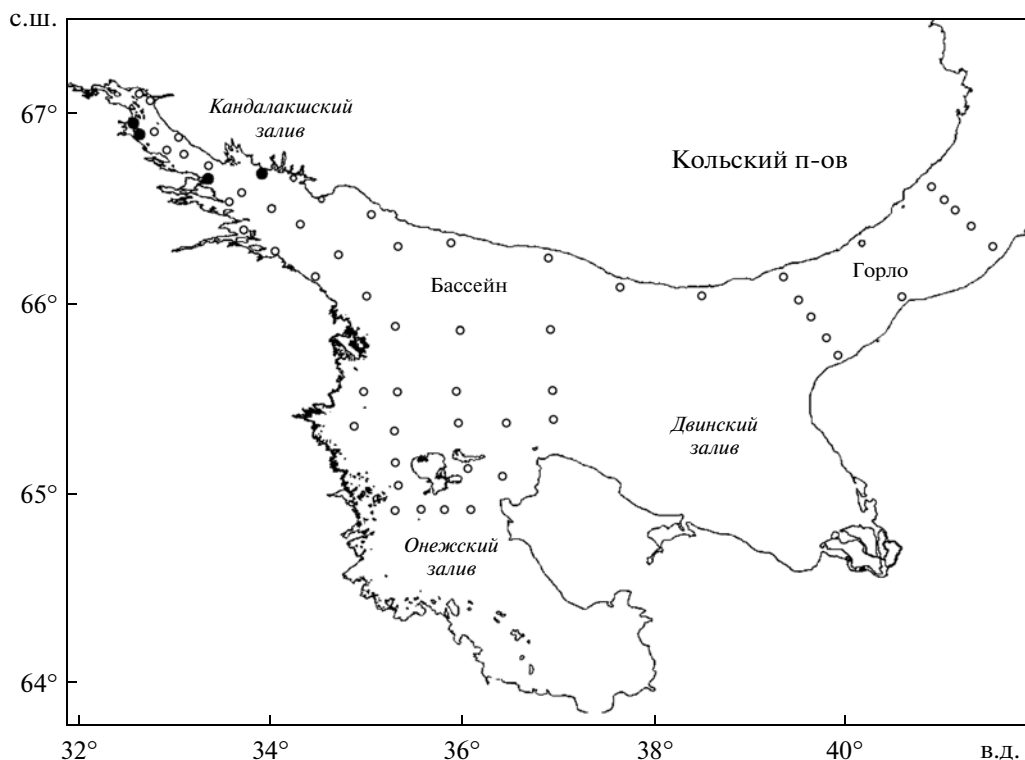 с.ш.
67°
66°
65°
64°
Кандалакшский
залив
Кольский п-ов
Бассейн
Горло
Двинский
залив
Онежский
залив
32°
34°
36°
38°
40°
в.д.